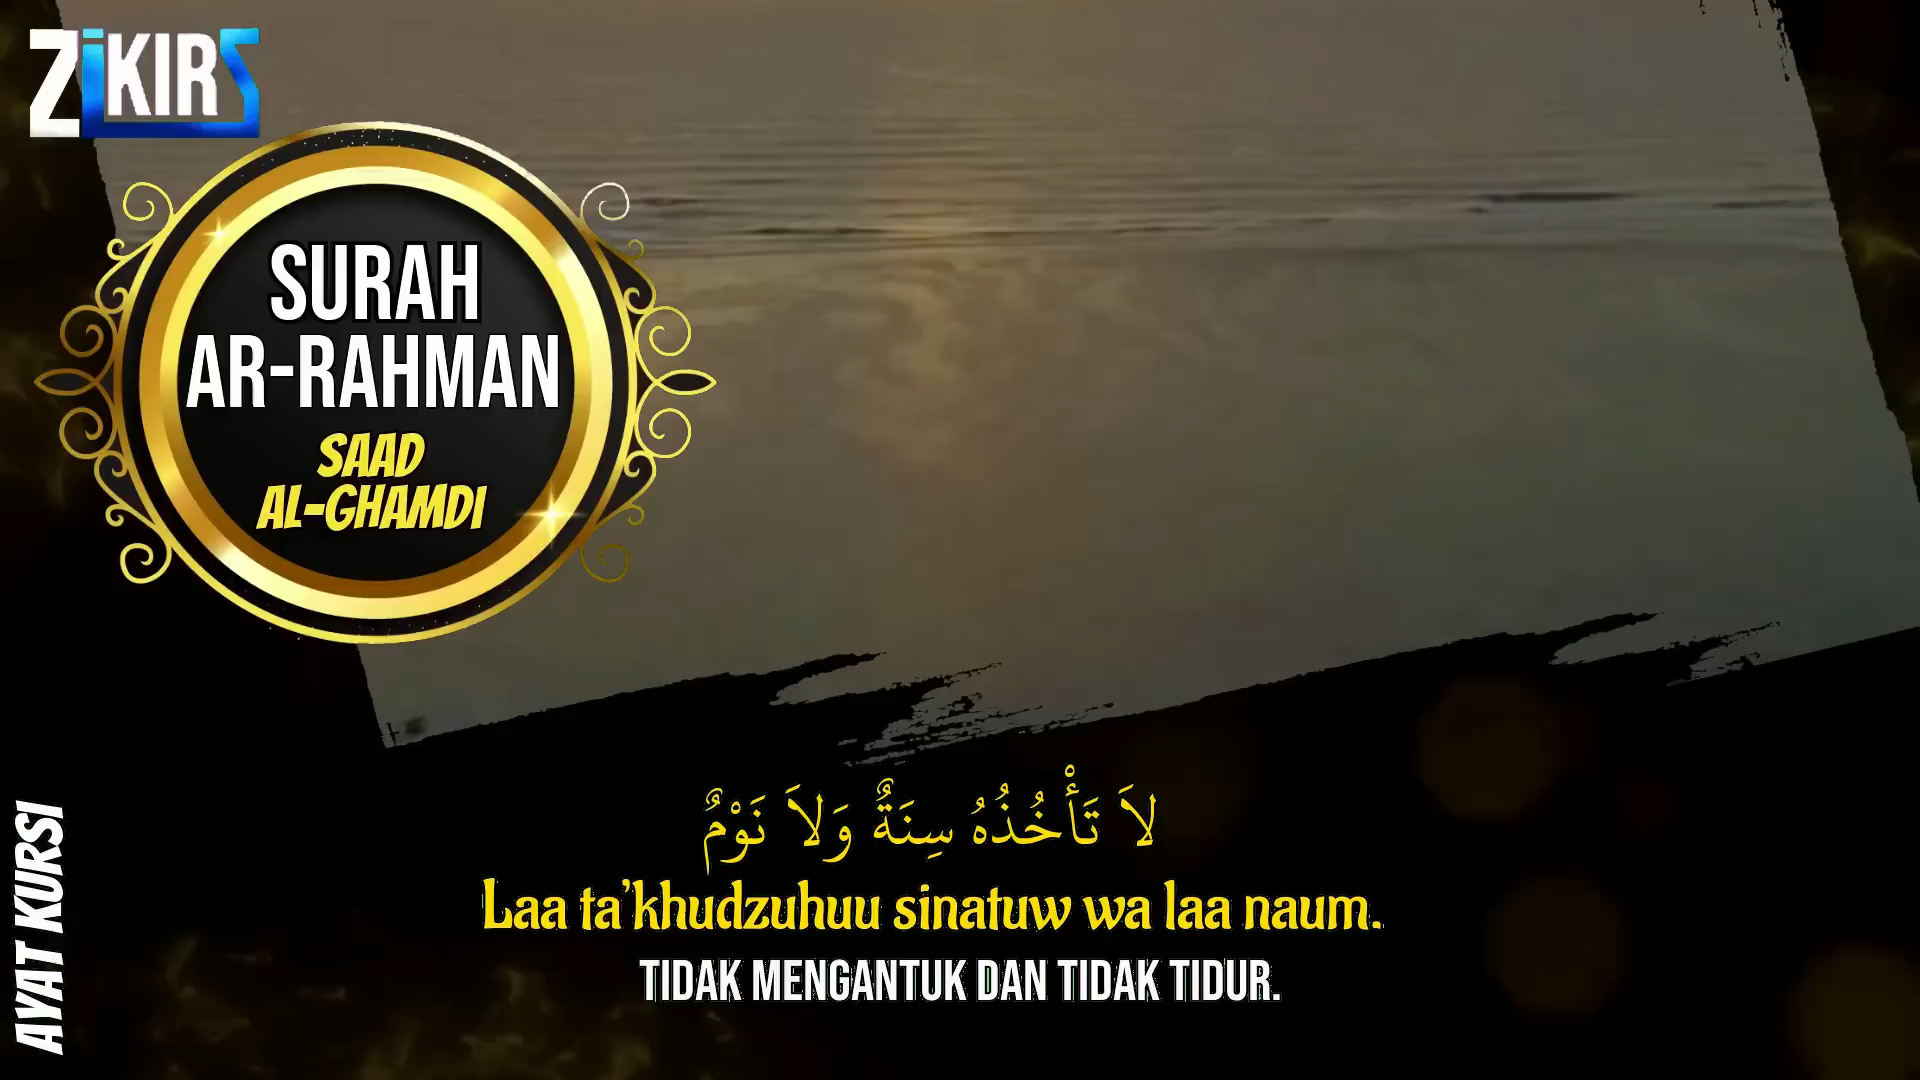 ZiKIRS
SURAH
AR-RAHMAN
SAAD
AL-GHAMDI
AYAT KURSI
لاَ تَأْخُذُهُ سِنَةٌ وَلاَ نَوْمٌ
Laa ta'khudzuhuu sinatuw wa laa naum.
TIDAK MENGANTUK DAN TIDAK TIDUR.